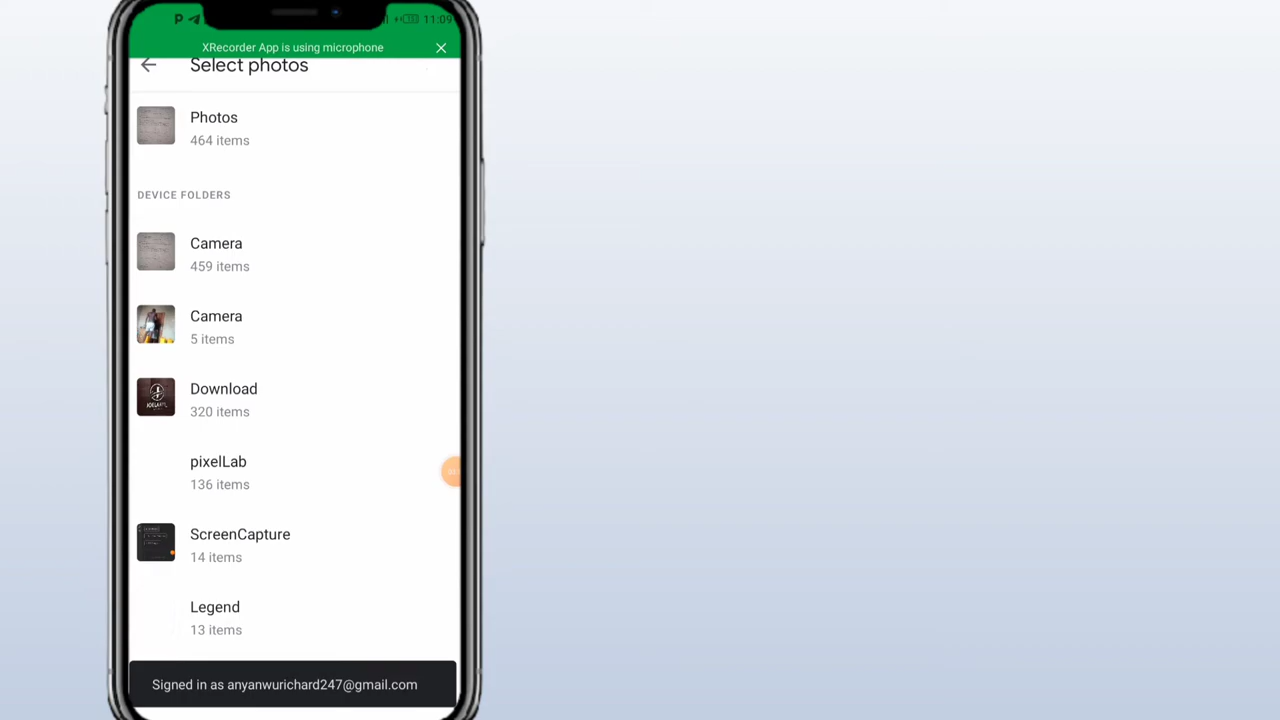 P 11:09
XRecorder App is using microphone
Select photos
Photos
464 items
DEVICE FOLDERS
Camera
459 items
Camera
5 items
Download
320 items
pixelLab
136 items
ScreenCapture
14 items
Legend
13 items
Signed in as anyanwurichard247@gmail.com